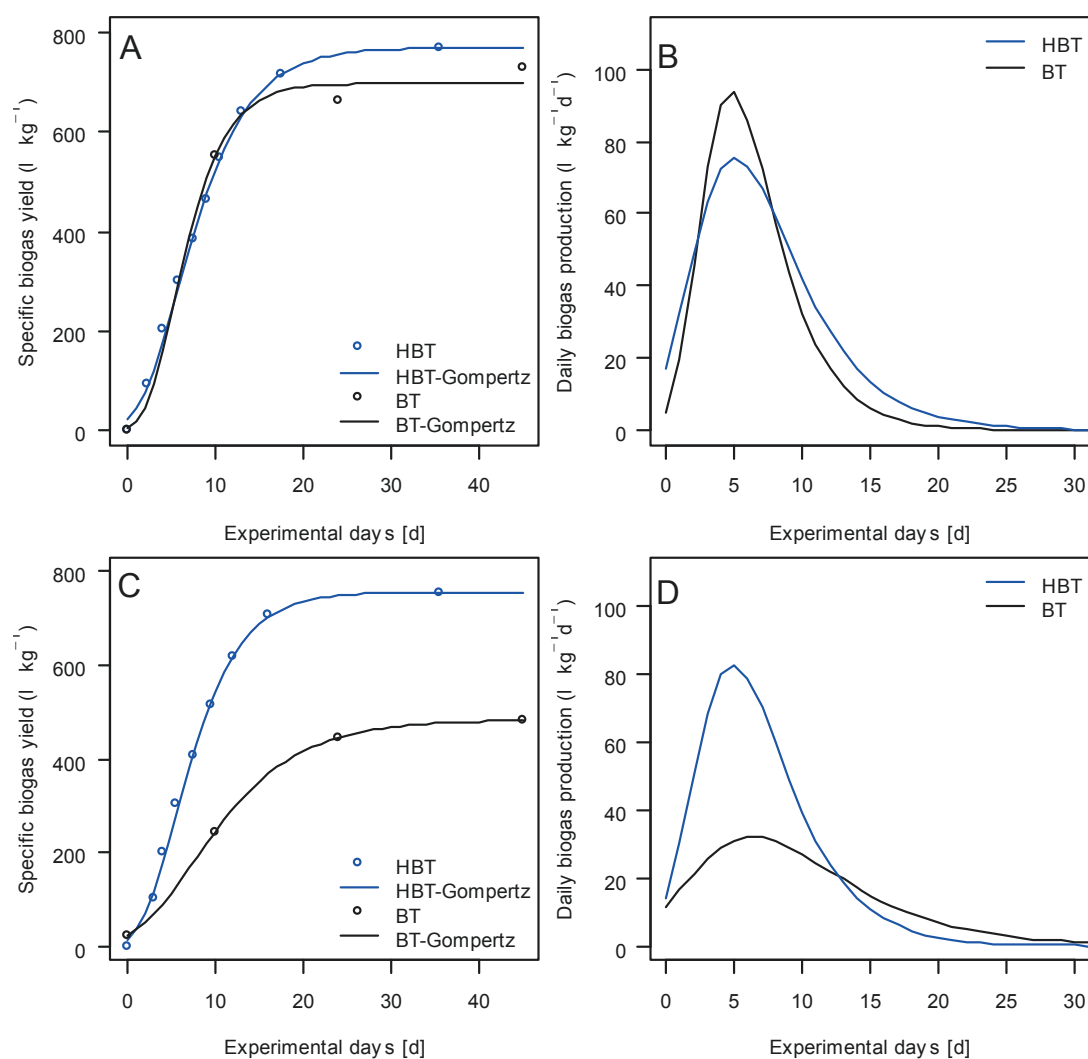 A
Specific biogas yield (l kg⁻¹)
800
600
400
200
0
HBT
HBT-Gompertz
BT
BT-Gompertz
0 10 20 30 40
Experimental days [d]
B
HBT
BT
Daily biogas production (l kg⁻¹d⁻¹)
100
80
60
40
20
0
0 5 10 15 20 25 30
Experimental days [d]
C
Specific biogas yield (l kg⁻¹)
800
600
400
200
0
HBT
HBT-Gompertz
BT
BT-Gompertz
0 10 20 30 40
Experimental days [d]
D
HBT
BT
Daily biogas production (l kg⁻¹d⁻¹)
100
80
60
40
20
0
0 5 10 15 20 25 30
Experimental days [d]